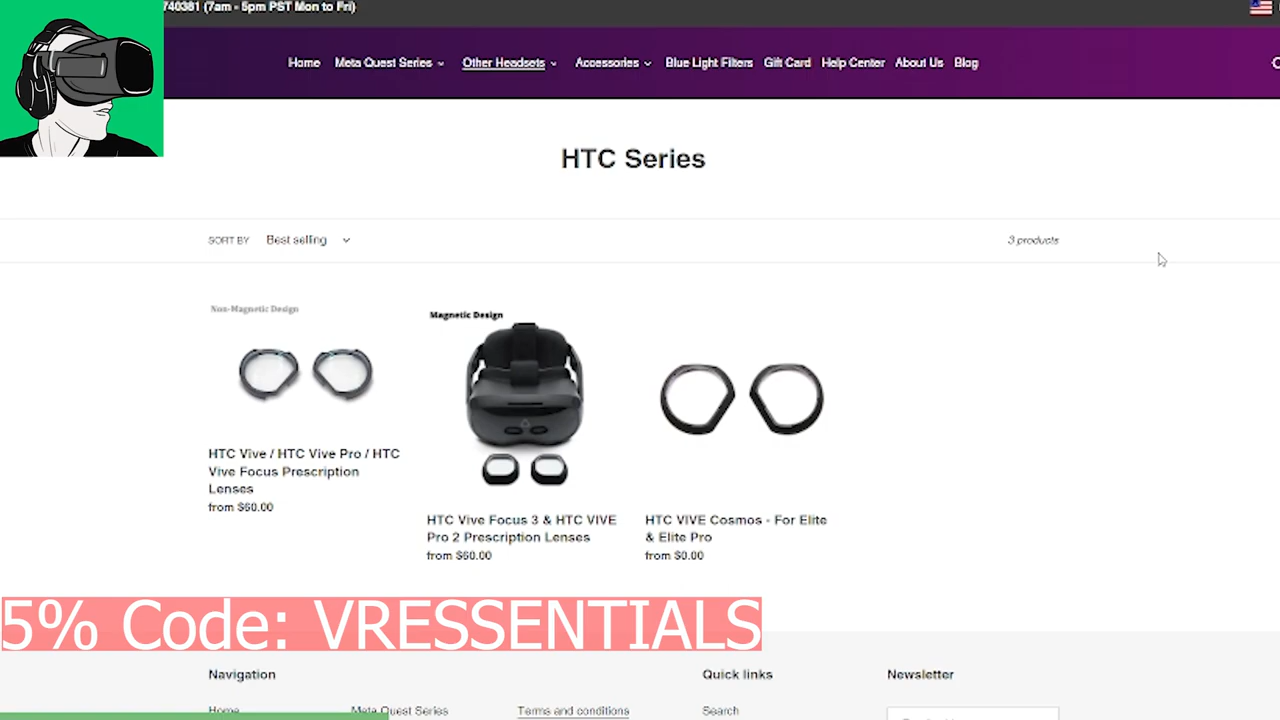 740381 (7am - 5pm PST Mon to Fri)
Home Meta Quest Series Other Headsets Accessories Blue Light Filters Gift Card Help Center About Us Blog
HTC Series
SORT BY Best selling 3 products
Non-Magnetic Design
HTC Vive / HTC Vive Pro / HTC
Vive Focus Prescription
Lenses
from $60.00
Magnetic Design
HTC Vive Focus 3 & HTC VIVE
Pro 2 Prescription Lenses
from $60.00
HTC VIVE Cosmos - For Elite
& Elite Pro
from $0.00
5% Code: VRESSENTIALS
Navigation Quick links Newsletter
Home Meta Quest Series Terms and conditions Search